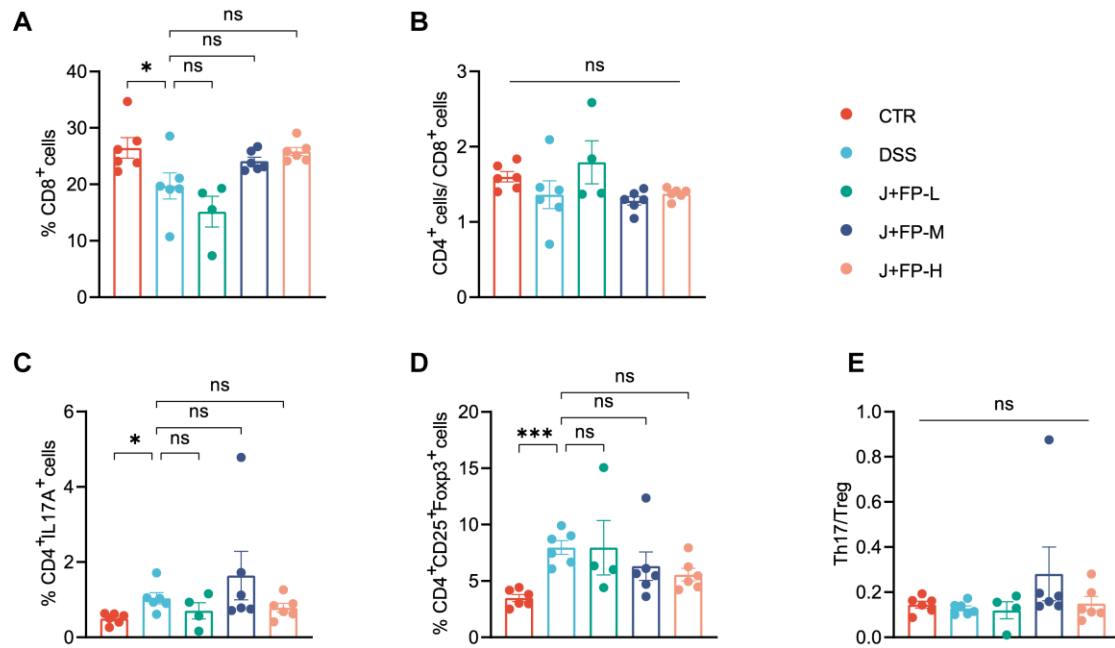 A
ns
ns
* ns
40
30
20
10
0
% CD8+ cells
B
ns
3
2
1
0
CD4+ cells/ CD8+ cells
CTR
DSS
J+FP-L
J+FP-M
J+FP-H
C
ns
ns
* ns
6
4
2
0
% CD4+IL17A+ cells
D
ns
ns
*** ns
20
15
10
5
0
% CD4+CD25+Foxp3+ cells
E
ns
1.0
0.8
0.6
0.4
0.2
0.0
Th17/Treg